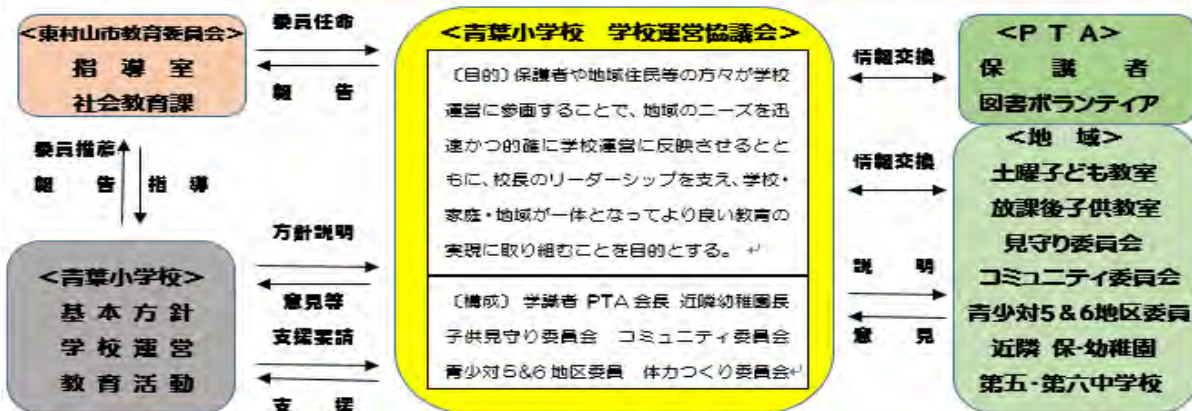 <東村山市教育委員会>
指 導 室
社会教育課
委員任命
報 告
委員推薦
報 告
指 導
<青葉小学校>
基 本 方 針
学 校 運 営
教 育 活 動
方針説明
意見等
支援要請
支 援
<青葉小学校 学校運営協議会>
〔目的〕保護者や地域住民等の方々が学校
運営に参画することで、地域のニーズを迅
速かつ的確に学校運営に反映させるとと
もに、校長のリーダーシップを支え、学校・
家庭・地域が一体となってより良い教育の
実現に取り組むことを目的とする。 ↵
〔構成〕 学識者 PTA会長 近隣幼稚園長
子供見守り委員会 コミュニティ委員会
青少対5&6地区委員 体力つくり委員会↵
情報交換
情報交換
説 明
意 見
<P T A>
保 護 者
図書ボランティア
<地 域>
土曜子ども教室
放課後子供教室
見守り委員会
コミュニティ委員会
青少対5&6地区委員
近隣 保・幼稚園
第五・第六中学校